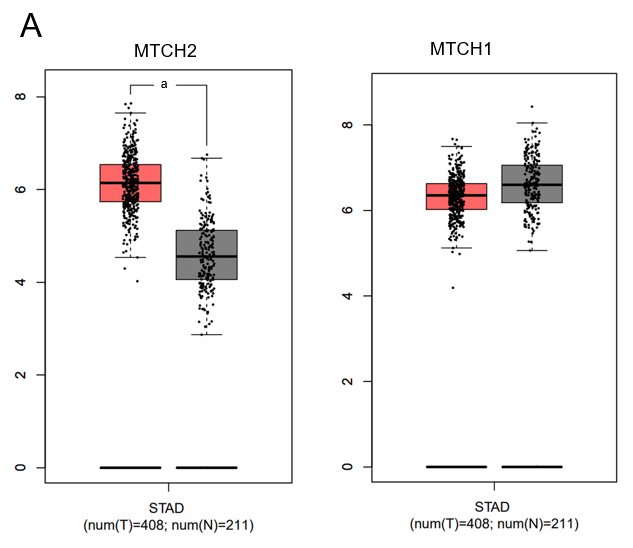 A
MTCH2
MTCH1
a
8
6
4
2
0
8
6
4
2
0
STAD
(num(T)=408; num(N)=211)
STAD
(num(T)=408; num(N)=211)